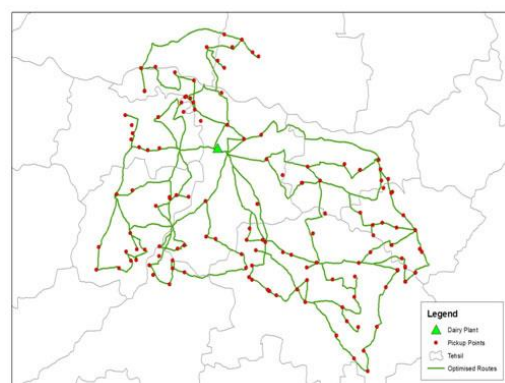 Legend
Dairy Plant
Pickup Points
Tehsil
Optimised Routes